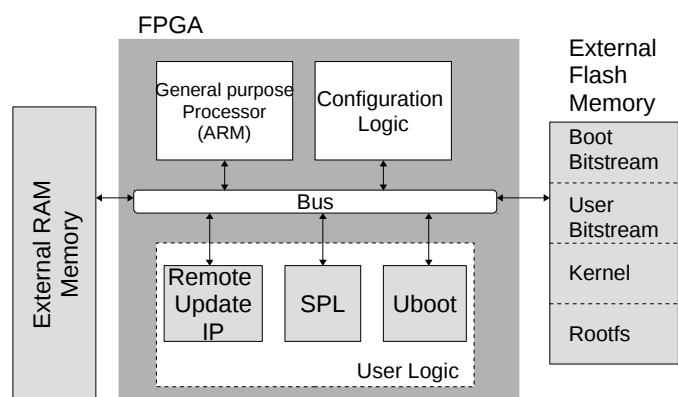 FPGA
External
Flash
Memory
General purpose
Processor
(ARM)
Configuration
Logic
External RAM
Memory
Bus
Boot
Bitstream
User
Bitstream
Kernel
Rootfs
Remote
Update
IP
SPL
Uboot
User Logic